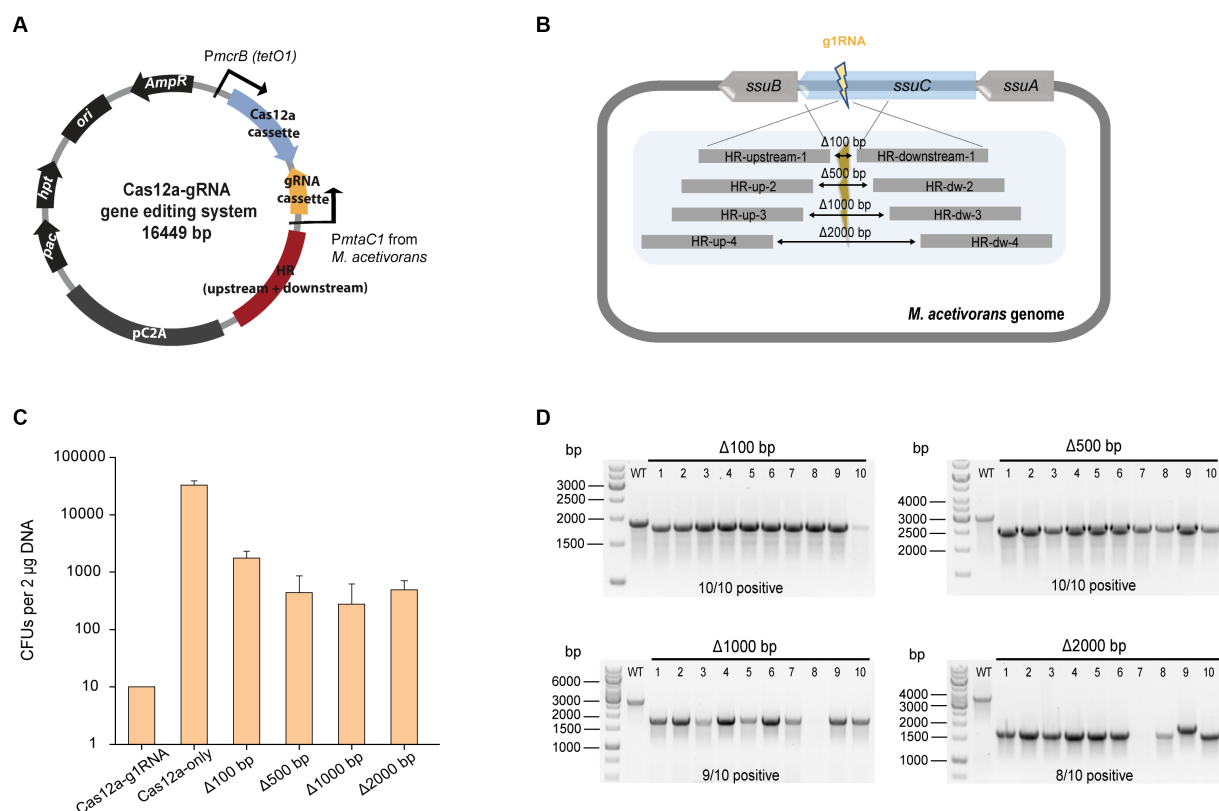 A
PmcrB (tetO1)
AmpR
ori
hpt
pac
pC2A
Cas12a
cassette
gRNA
cassette
Cas12a-gRNA
gene editing system
16449 bp
PmtaC1 from
M. acetivorans
HR
(upstream + downstream)
B
g1RNA
ssuB
ssuC
ssuA
Δ100 bp
HR-upstream-1
HR-downstream-1
Δ500 bp
HR-up-2
HR-dw-2
Δ1000 bp
HR-up-3
HR-dw-3
Δ2000 bp
HR-up-4
HR-dw-4
M. acetivorans genome
C
CFUs per 2 µg DNA
100000
10000
1000
100
10
1
Cas12a-g1RNA
Cas12a-only
Δ100 bp
Δ500 bp
Δ1000 bp
Δ2000 bp
D
bp
Δ100 bp
WT 1 2 3 4 5 6 7 8 9 10
3000
2500
2000
1500
10/10 positive
bp
Δ500 bp
WT 1 2 3 4 5 6 7 8 9 10
4000
3000
2500
2000
10/10 positive
bp
Δ1000 bp
WT 1 2 3 4 5 6 7 8 9 10
6000
3000
2000
1500
1000
9/10 positive
bp
Δ2000 bp
WT 1 2 3 4 5 6 7 8 9 10
4000
3000
2000
1500
1000
8/10 positive